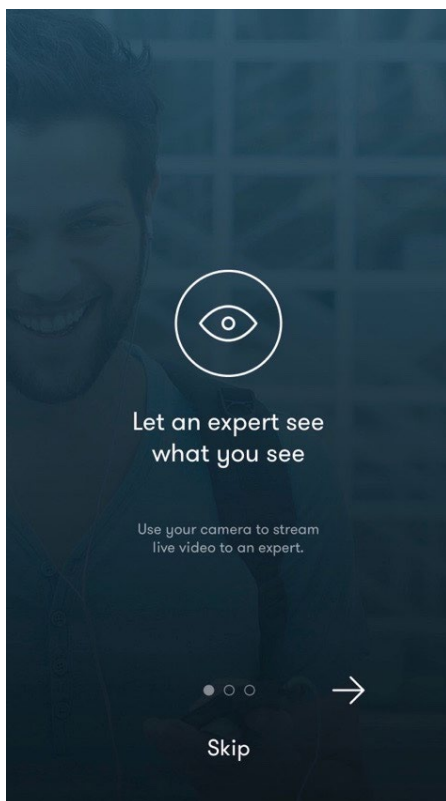 Let an expert see
what you see
Use your camera to stream
live video to an expert.
Skip